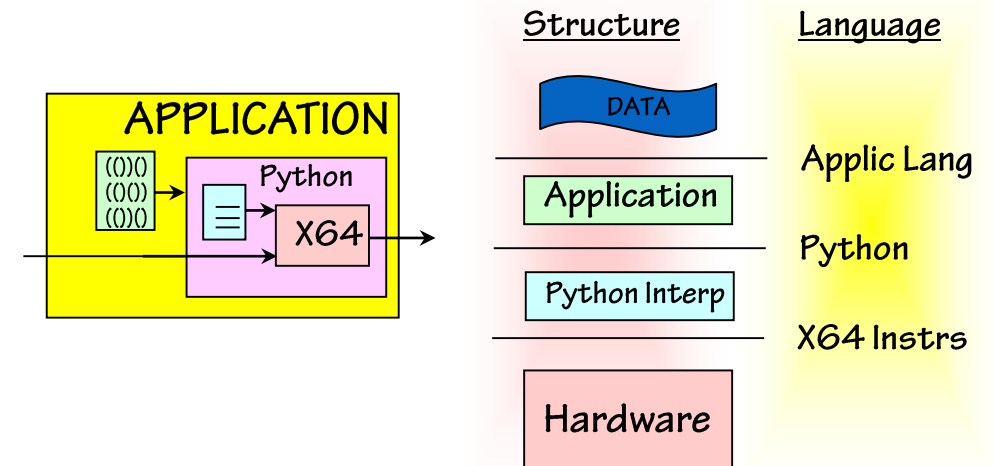 APPLICATION
(())()
(())()
(())()
Python
X64
Structure
Language
DATA
Applic Lang
Application
Python
Python Interp
X64 Instrs
Hardware